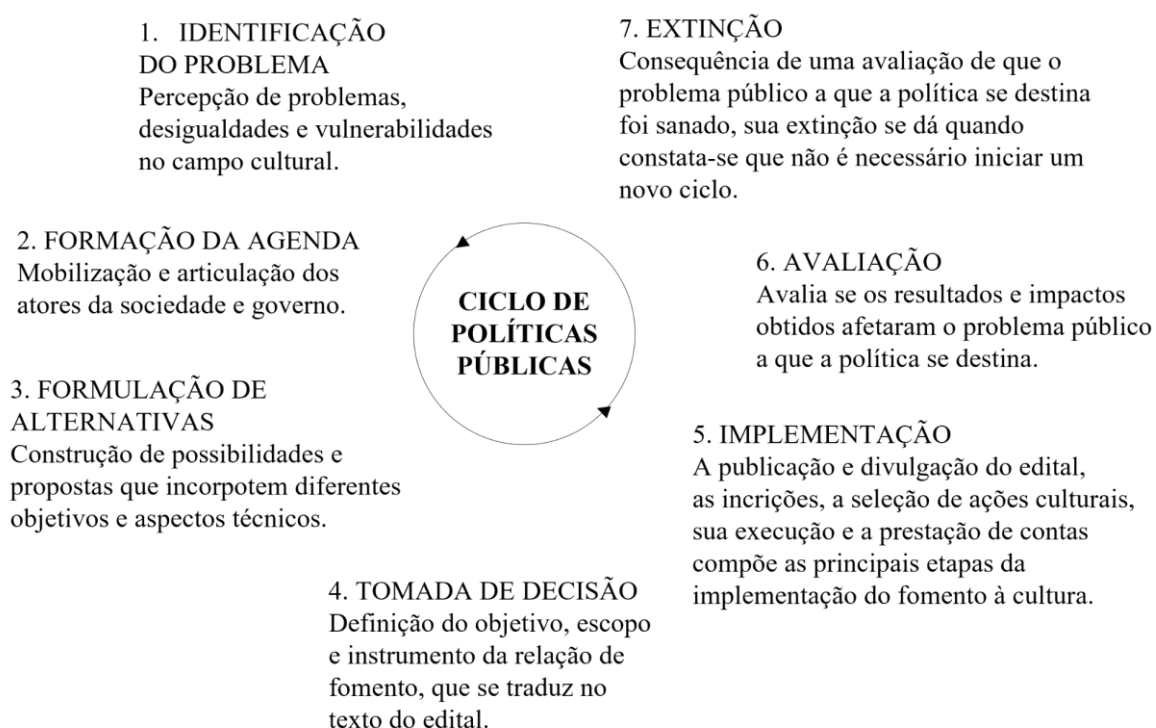 1. IDENTIFICAÇÃO
DO PROBLEMA
Percepção de problemas,
desigualdades e vulnerabilidades
no campo cultural.
2. FORMAÇÃO DA AGENDA
Mobilização e articulação dos
atores da sociedade e governo.
3. FORMULAÇÃO DE
ALTERNATIVAS
Construção de possibilidades e
propostas que incorpotem diferentes
objetivos e aspectos técnicos.
4. TOMADA DE DECISÃO
Definição do objetivo, escopo
e instrumento da relação de
fomento, que se traduz no
texto do edital.
5. IMPLEMENTAÇÃO
A publicação e divulgação do edital,
as incrições, a seleção de ações culturais,
sua execução e a prestação de contas
compõe as principais etapas da
implementação do fomento à cultura.
6. AVALIAÇÃO
Avalia se os resultados e impactos
obtidos afetaram o problema público
a que a política se destina.
7. EXTINÇÃO
Consequência de uma avaliação de que o
problema público a que a política se destina
foi sanado, sua extinção se dá quando
constata-se que não é necessário iniciar um
novo ciclo.
CICLO DE
POLÍTICAS
PÚBLICAS